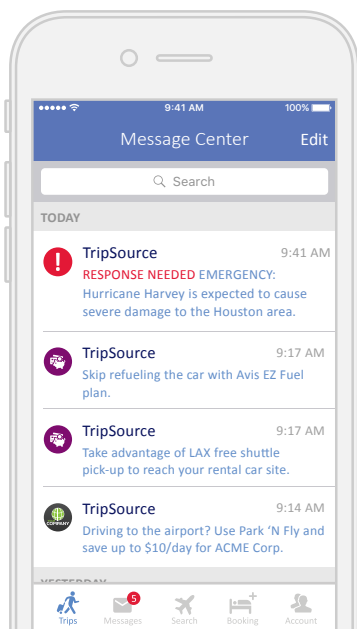 9:41 AM
100%
Message Center
Edit
Search
TODAY
TripSource
9:41 AM
RESPONSE NEEDED EMERGENCY:
Hurricane Harvey is expected to cause
severe damage to the Houston area.
TripSource
9:17 AM
Skip refueling the car with Avis EZ Fuel
plan.
TripSource
9:17 AM
Take advantage of LAX free shuttle
pick-up to reach your rental car site.
COMPANY
TripSource
9:14 AM
Driving to the airport? Use Park 'N Fly and
save up to $10/day for ACME Corp.
YESTERDAY
5
Trips
Messages
Search
Booking
Account